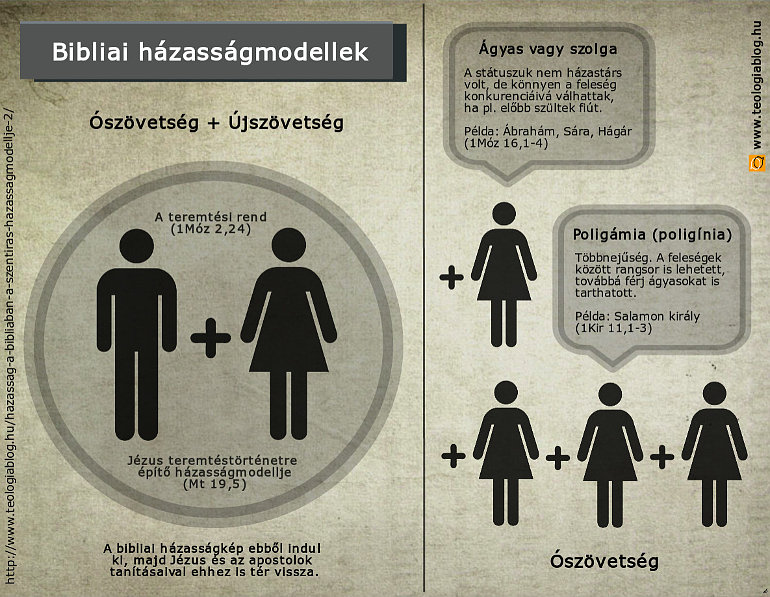 Bibliai házasságmodellek
Ószövetség + Újszövetség
A teremtési rend
(1Móz 2,24)
Jézus teremtéstörténetre
építő házasságmodellje
(Mt 19,5)
A bibliai házasságkép ebből indul
ki, majd Jézus és az apostolok
tanításaival ehhez is tér vissza.
http://www.teologiablog.hu/hazassag-a-bibliaban-a-szentiras-hazassagmodellje-2/
Ágyas vagy szolga
A státuszuk nem házastárs
volt, de könnyen a feleség
konkurenciáivá válhattak,
ha pl. előbb szültek fiút.
Példa: Ábrahám, Sára, Hágár
(1Móz 16,1-4)
Poligámia (poligínia)
Többnejűség. A feleségek
között rangsor is lehetett,
továbbá férj ágyasokat is
tarthatott.
Példa: Salamon király
(1Kir 11,1-3)
Ószövetség
www.teologiablog.hu